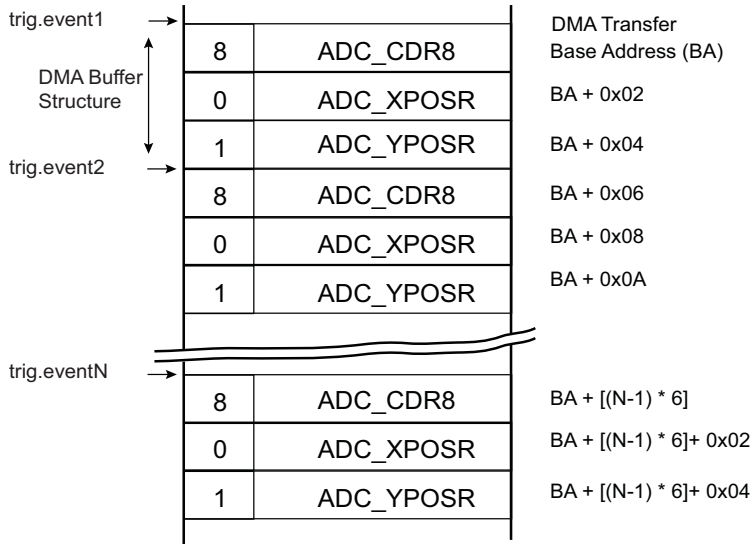 trig.event1
DMA Transfer
8 ADC_CDR8 Base Address (BA)
DMA Buffer
Structure
0 ADC_XPOSR BA + 0x02
1 ADC_YPOSR BA + 0x04
trig.event2
8 ADC_CDR8 BA + 0x06
0 ADC_XPOSR BA + 0x08
1 ADC_YPOSR BA + 0x0A
trig.eventN
8 ADC_CDR8 BA + [(N-1) * 6]
0 ADC_XPOSR BA + [(N-1) * 6]+ 0x02
1 ADC_YPOSR BA + [(N-1) * 6]+ 0x04